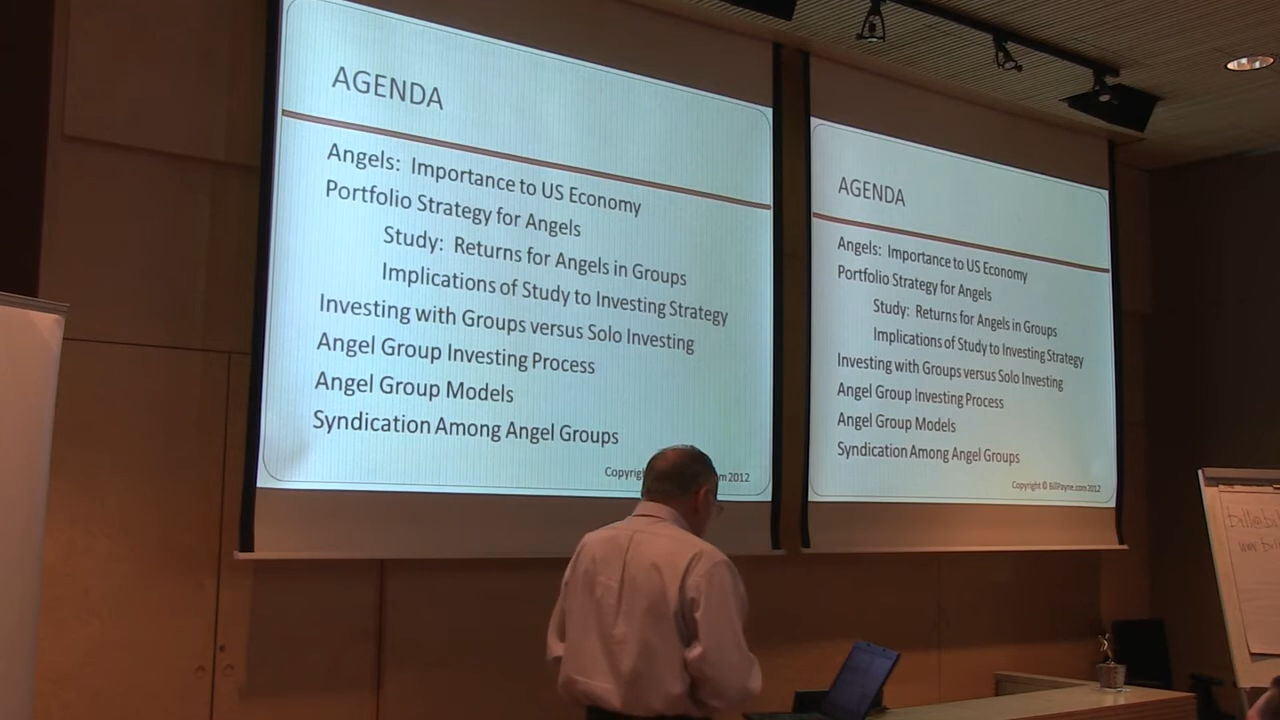 AGENDA
Angels: Importance to US Economy
Portfolio Strategy for Angels
Study: Returns for Angels in Groups
Implications of Study to Investing Strategy
Investing with Groups versus Solo Investing
Angel Group Investing Process
Angel Group Models
Syndication Among Angel Groups
2012
AGENDA
Angels: Importance to US Economy
Portfolio Strategy for Angels
Study: Returns for Angels in Groups
Implications of Study to Investing Strategy
Investing with Groups versus Solo Investing
Angel Group Investing Process
Angel Group Models
Syndication Among Angel Groups
Copyright © BillPayne.com 2012